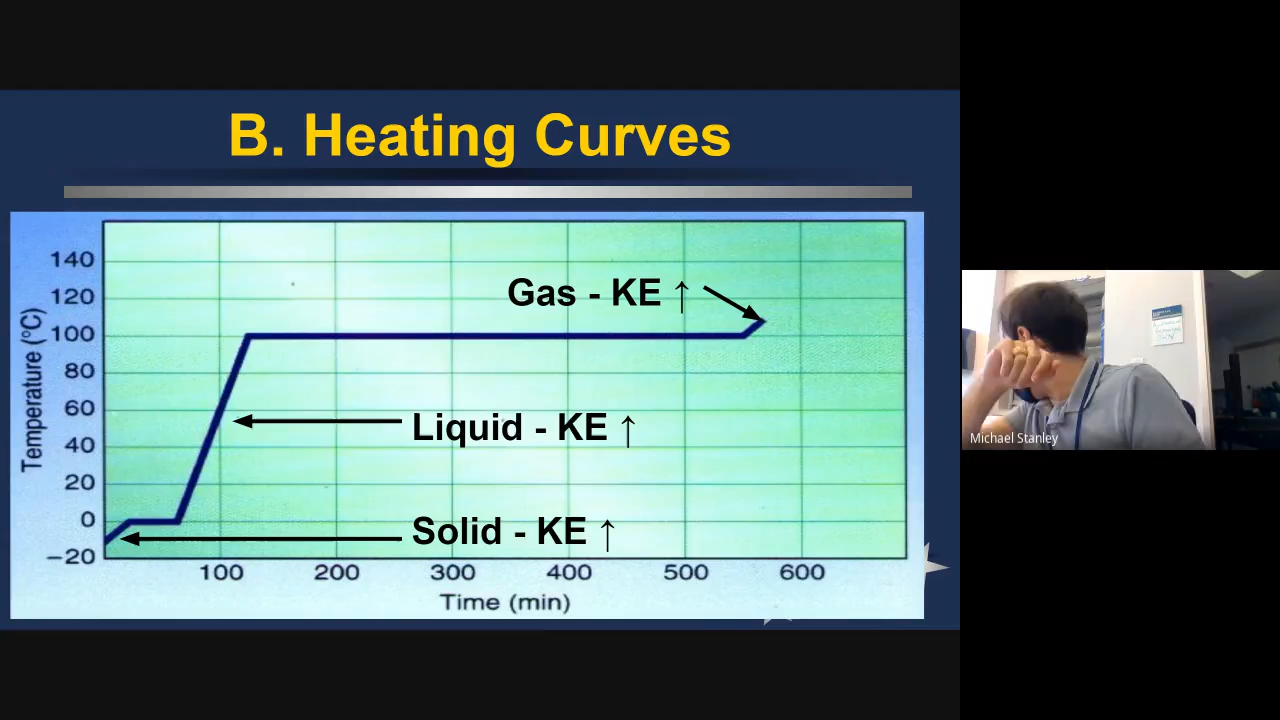 B. Heating Curves
140
120
100
80
60
40
20
0
−20
Temperature (°C)
Gas - KE ↑
Liquid - KE ↑
Solid - KE ↑
100 200 300 400 500 600
Time (min)
Michael Stanley